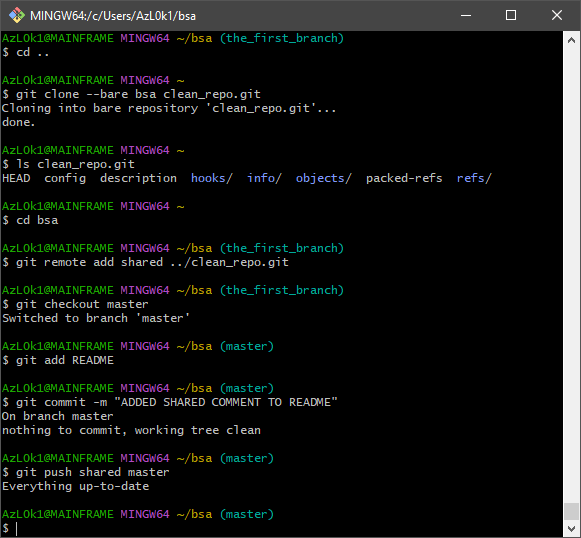 MINGW64:/c/Users/AzL0k1/bsa
AzL0k1@MAINFRAME MINGW64 ~/bsa (the_first_branch)
$ cd ..
AzL0k1@MAINFRAME MINGW64 ~
$ git clone --bare bsa clean_repo.git
Cloning into bare repository 'clean_repo.git'...
done.
AzL0k1@MAINFRAME MINGW64 ~
$ ls clean_repo.git
HEAD  config  description  hooks/  info/  objects/  packed-refs  refs/
AzL0k1@MAINFRAME MINGW64 ~
$ cd bsa
AzL0k1@MAINFRAME MINGW64 ~/bsa (the_first_branch)
$ git remote add shared ../clean_repo.git
AzL0k1@MAINFRAME MINGW64 ~/bsa (the_first_branch)
$ git checkout master
Switched to branch 'master'
AzL0k1@MAINFRAME MINGW64 ~/bsa (master)
$ git add README
AzL0k1@MAINFRAME MINGW64 ~/bsa (master)
$ git commit -m "ADDED SHARED COMMENT TO README"
On branch master
nothing to commit, working tree clean
AzL0k1@MAINFRAME MINGW64 ~/bsa (master)
$ git push shared master
Everything up-to-date
AzL0k1@MAINFRAME MINGW64 ~/bsa (master)
$